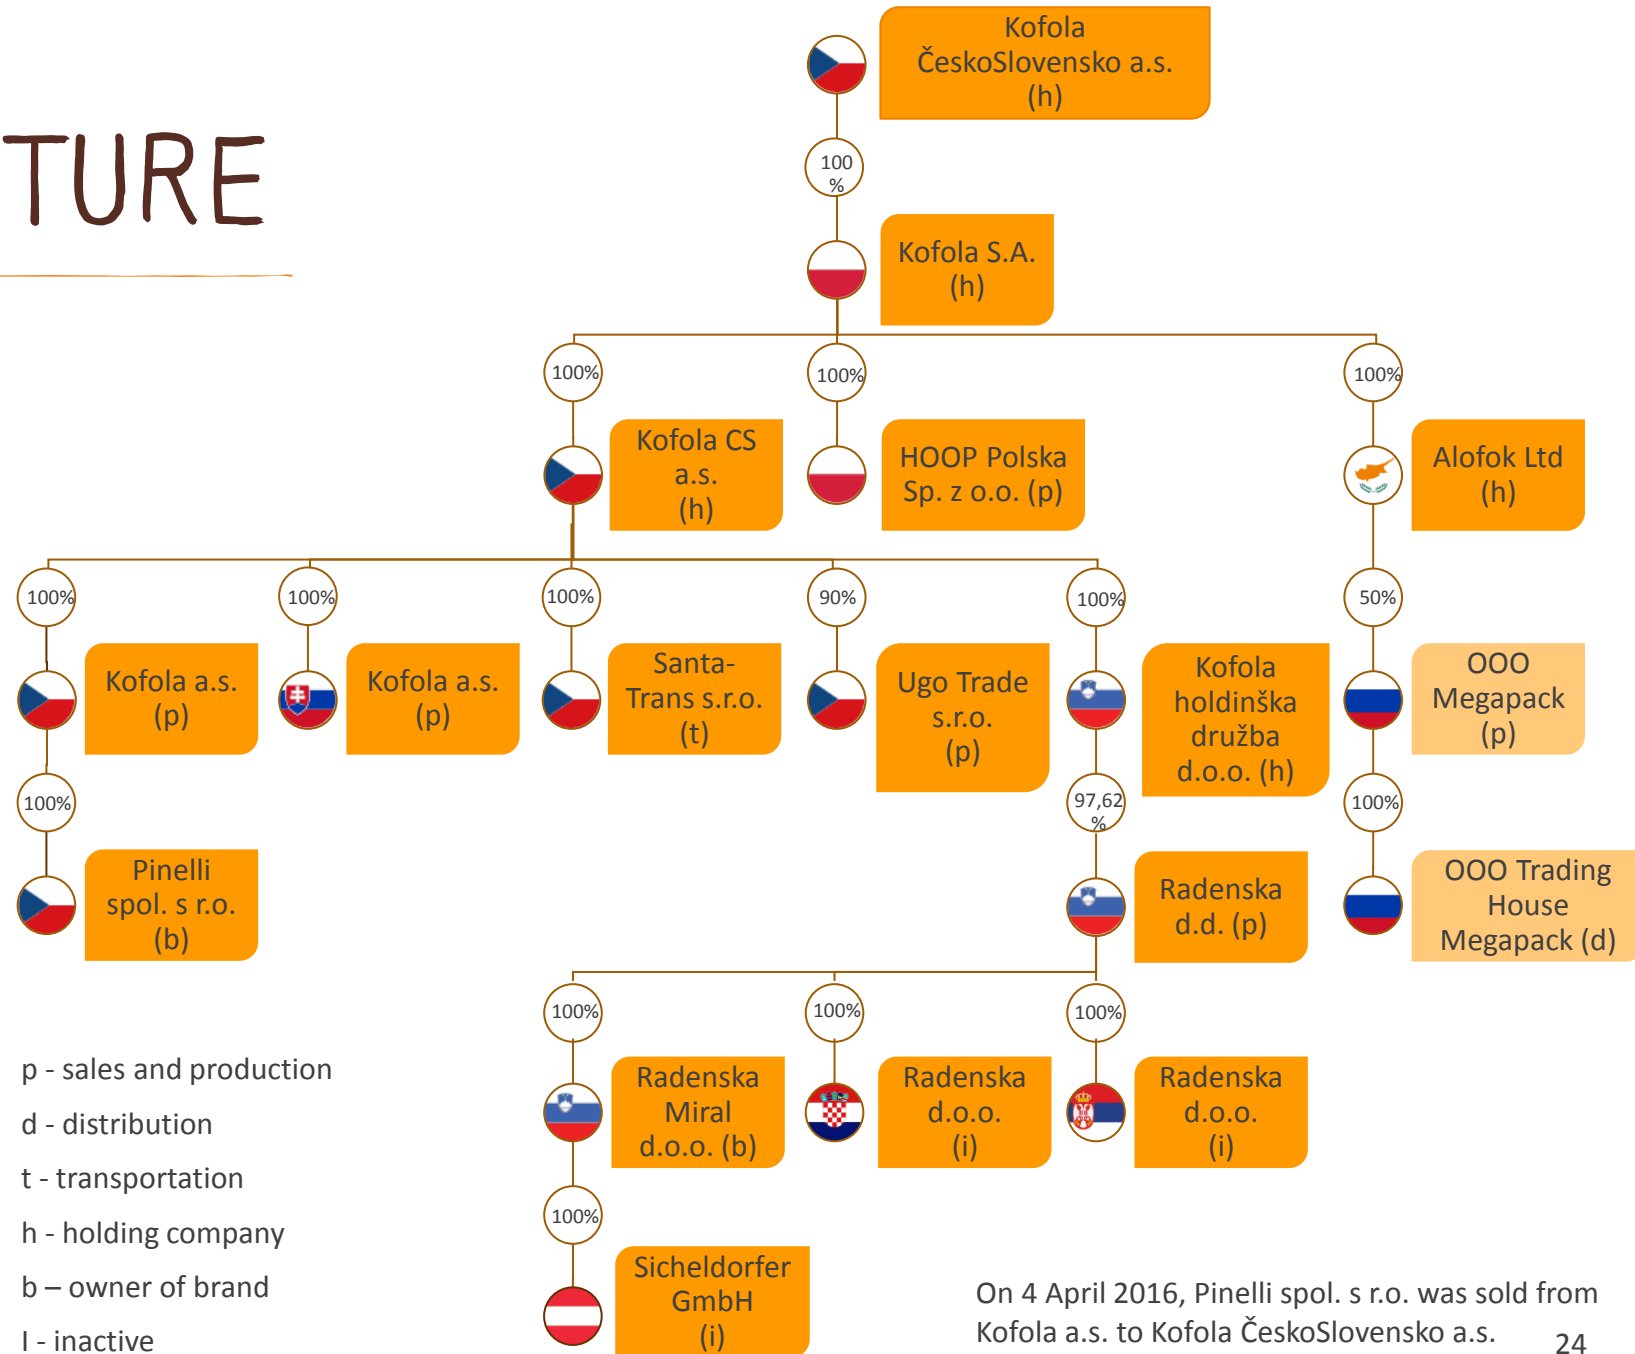 TURE
Kofola
ČeskoSlovensko a.s.
(h)
100
%
Kofola S.A.
(h)
100%
100%
100%
Kofola CS
a.s.
(h)
HOOP Polska
Sp. z o.o. (p)
Alofok Ltd
(h)
100%
100%
100%
90%
100%
50%
Kofola a.s.
(p)
Kofola a.s.
(p)
Santa-
Trans s.r.o.
(t)
Ugo Trade
s.r.o.
(p)
Kofola
holdinška
družba
d.o.o. (h)
OOO
Megapack
(p)
100%
97,62
%
100%
Pinelli
spol. s r.o.
(b)
Radenska
d.d. (p)
OOO Trading
House
Megapack (d)
100%
100%
100%
Radenska
Miral
d.o.o. (b)
Radenska
d.o.o.
(i)
Radenska
d.o.o.
(i)
100%
Sicheldorfer
GmbH
(i)
p - sales and production
d - distribution
t - transportation
h - holding company
b – owner of brand
I - inactive
On 4 April 2016, Pinelli spol. s r.o. was sold from
Kofola a.s. to Kofola ČeskoSlovensko a.s.
24